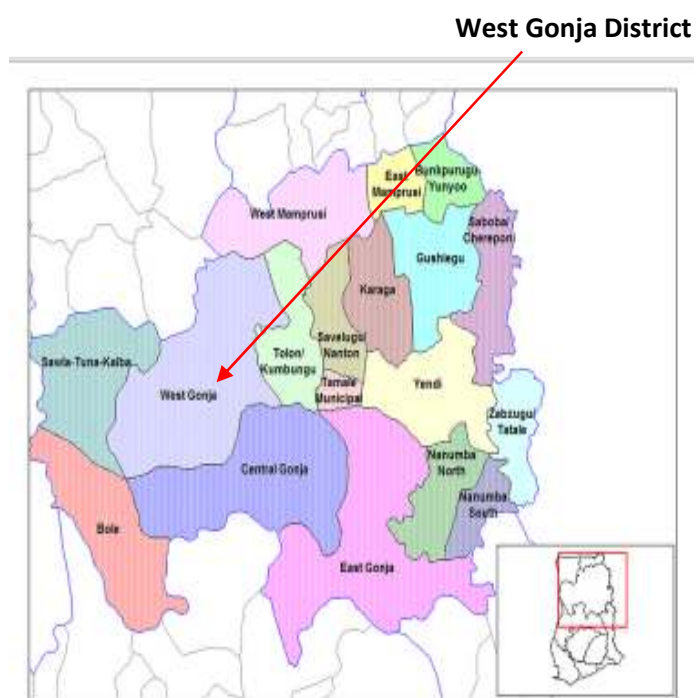 West Gonja District
East
Mamprusi
Bunkpurugu
Yunyoo
West Mamprusi
Saboba/
Chereponi
Gushiegu
Karaga
Savelugu/
Nanton
Tolon/
Kumbungu
Sawla-Tuna-Kalba
West Gonja
Tamale
Municipal
Yendi
Zabzugu/
Tatale
Central Gonja
Nanumba
North
Nanumba
South
Bole
East Gonja